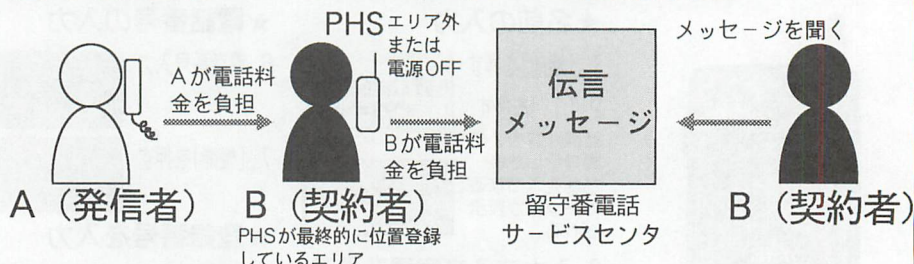 PHS エリア外
または
電源OFF
メッセージを聞く
Aが電話料
金を負担
伝言
メッセージ
Bが電話料
金を負担
A（発信者）
B（契約者）
留守番電話
サービスセンタ
B（契約者）
PHSが最終的に位置登録
しているエリア